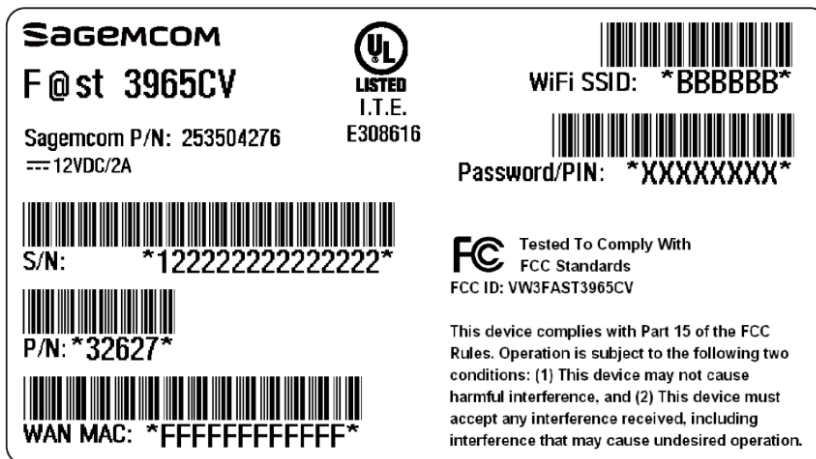 SAGEMCOM
F@st 3965CV
Sagemcom P/N: 253504276
12VDC/2A
UL
LISTED
I.T.E.
E308616
S/N: *122222222222222*
P/N: *32627*
WAN MAC: *FFFFFFFFFFFF*
WiFi SSID: *BBBBBB*
Password/PIN: *XXXXXXXX*
FC Tested To Comply With
FCC Standards
FCC ID: VW3FAST3965CV
This device complies with Part 15 of the FCC
Rules. Operation is subject to the following two
conditions: (1) This device may not cause
harmful interference, and (2) This device must
accept any interference received, including
interference that may cause undesired operation.